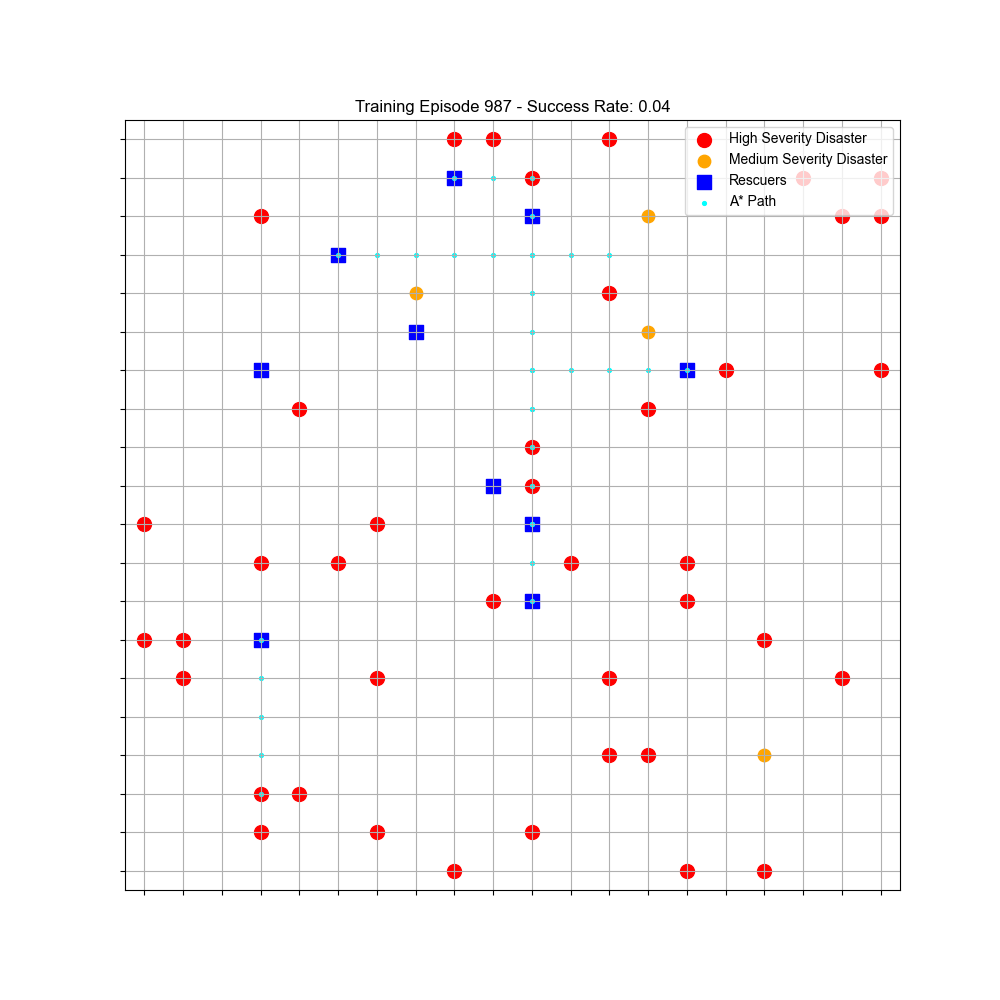 Training Episode 987 - Success Rate: 0.04
High Severity Disaster
Medium Severity Disaster
Rescuers
A* Path